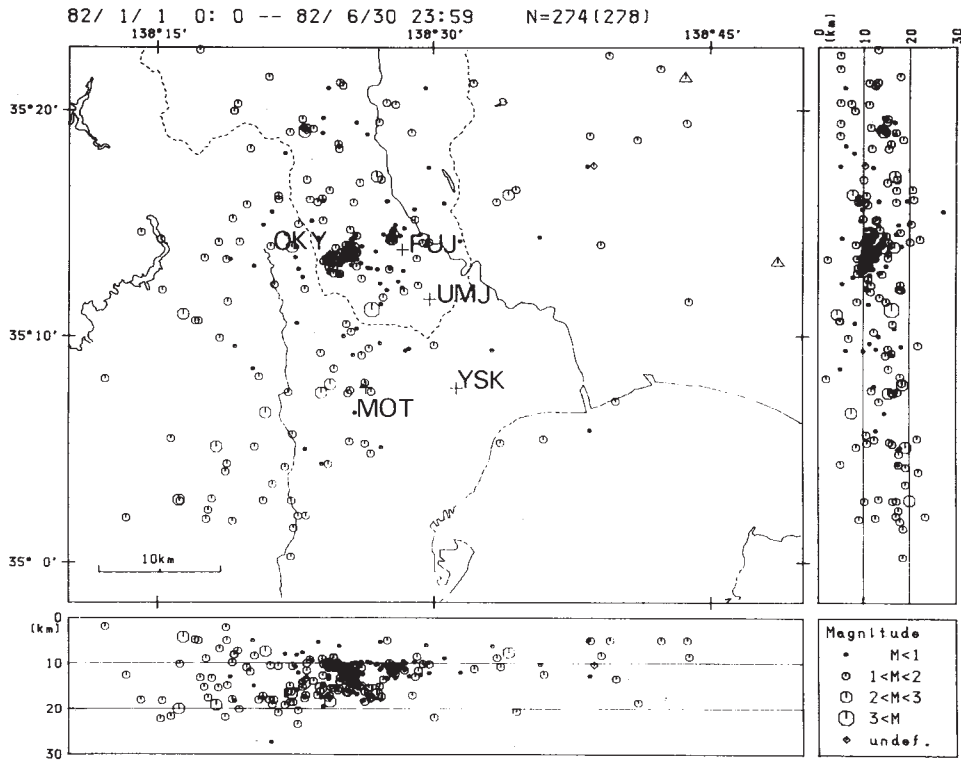 82/ 1/ 1 0: 0 -- 82/ 6/30 23:59 N=274(278)
138°15' 138°30' 138°45'
0 10 20 30
(km)
35°20'
OKY FUJ
UMJ
35°10'
YSK
MOT
35° 0'
10km
0
(km)
10
20
30
Magnitude
M<1
1<M<2
2<M<3
3<M
undef.